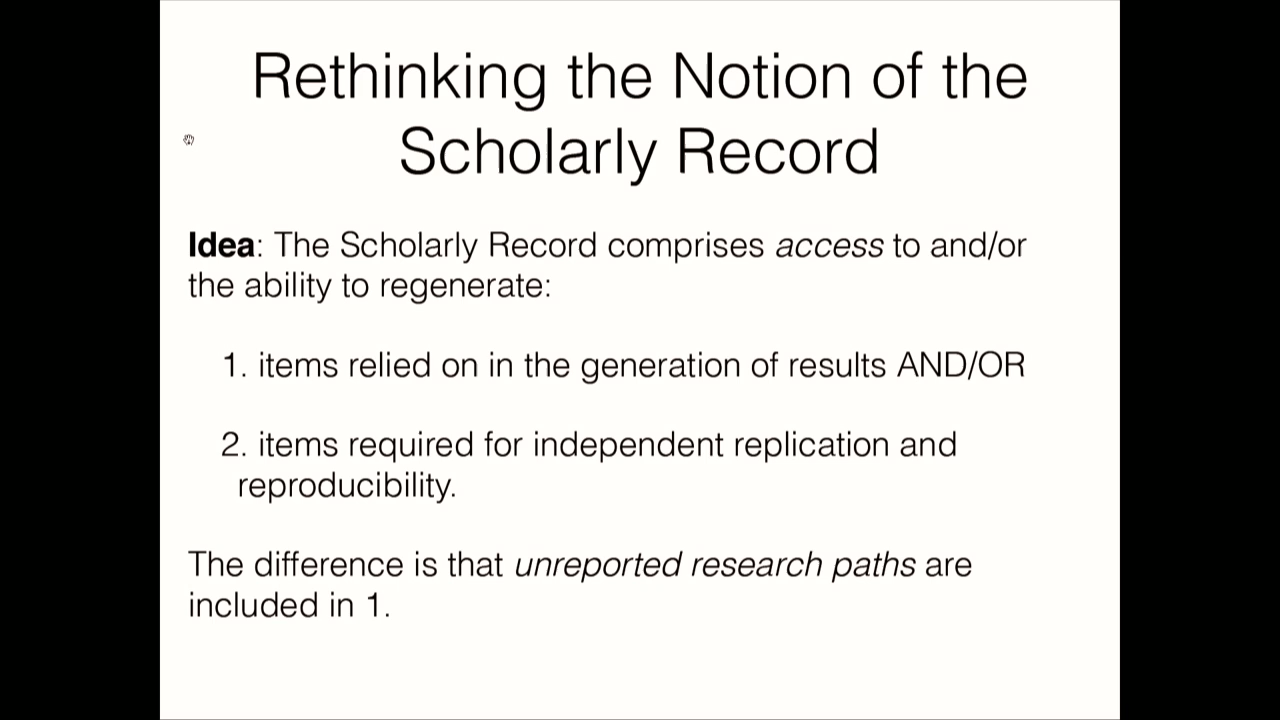 Rethinking the Notion of the
Scholarly Record
Idea: The Scholarly Record comprises access to and/or
the ability to regenerate:
1. items relied on in the generation of results AND/OR
2. items required for independent replication and
reproducibility.
The difference is that unreported research paths are
included in 1.